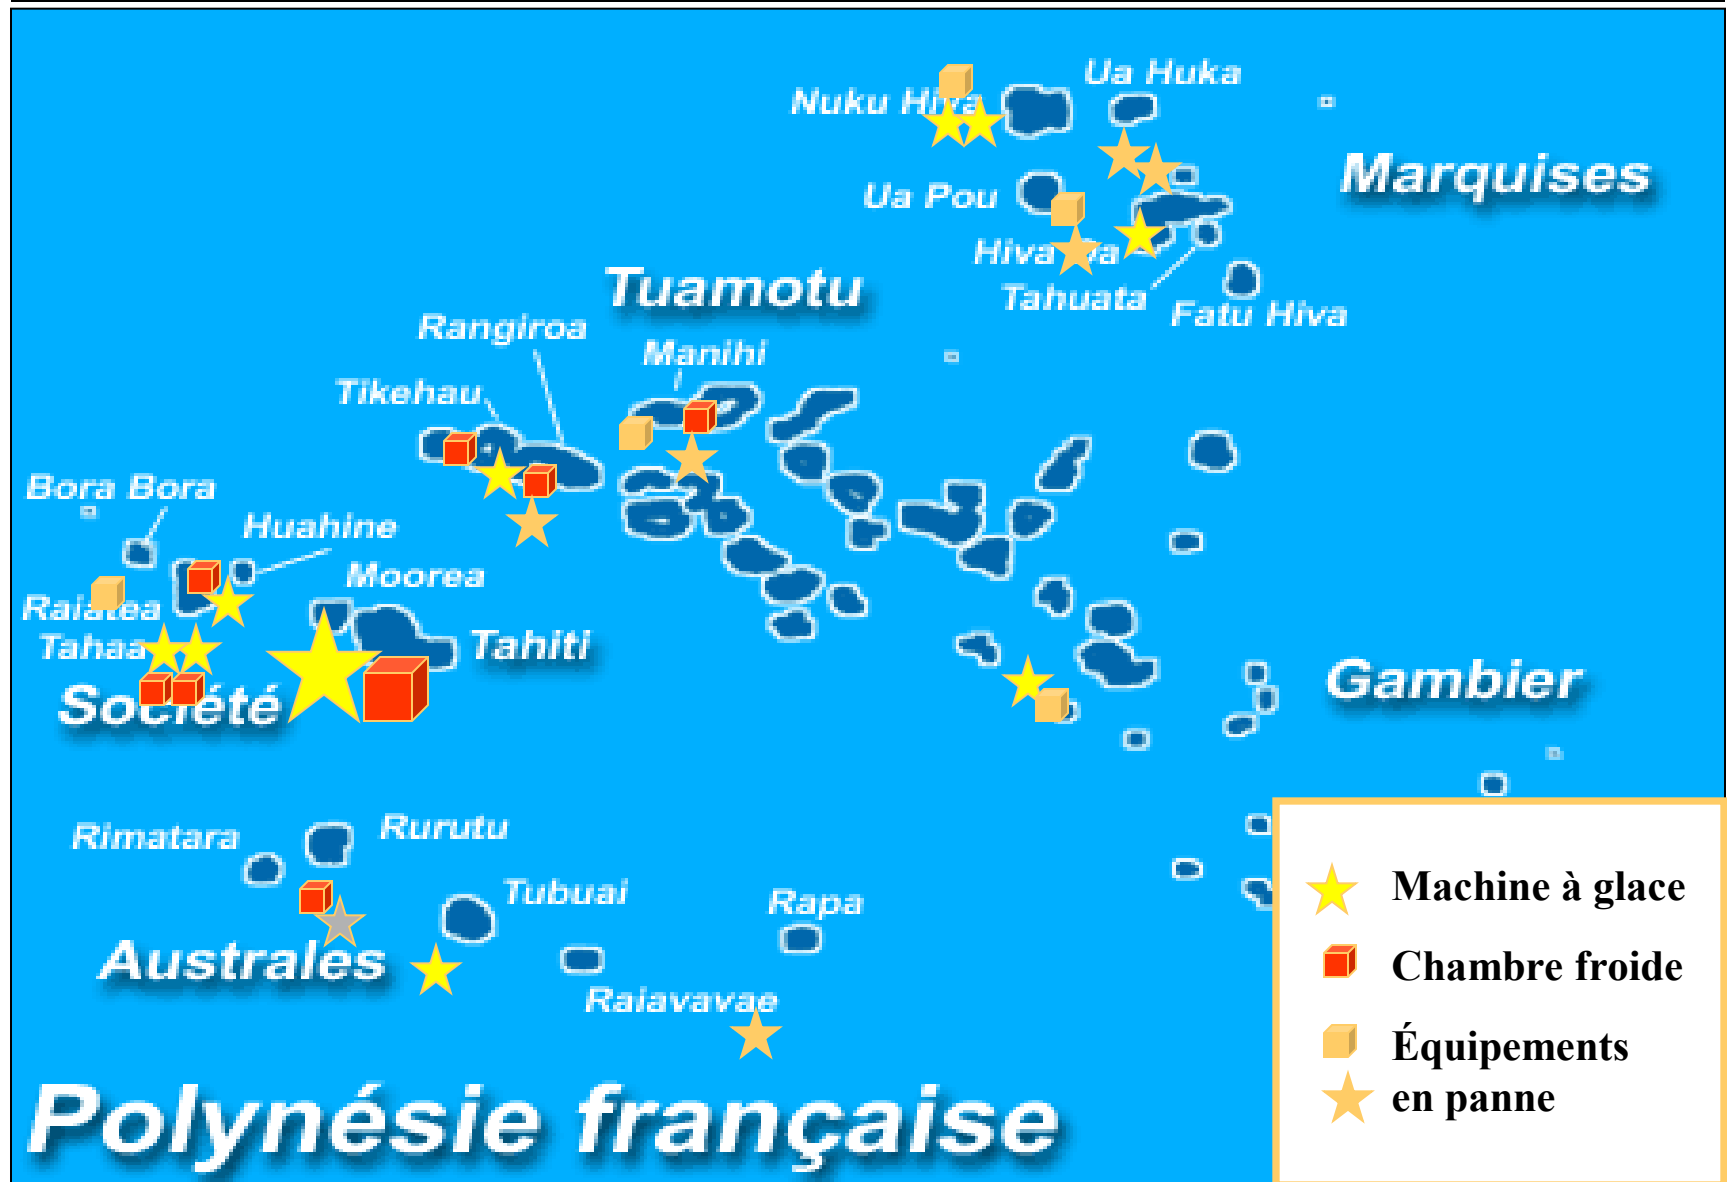 Ua Huka
Nuku Hiva
Marquises
Ua Pou
Hiva Oa
Tahuata
Fatu Hiva
Tuamotu
Rangiroa
Manihi
Tikehau
Bora Bora
Huahine
Moorea
Raiatea
Tahaa
Tahiti
Société
Gambier
Rimatara
Rurutu
Tubuai
Rapa
Australes
Raiavavae
Polynésie française
Machine à glace
Chambre froide
Équipements
en panne